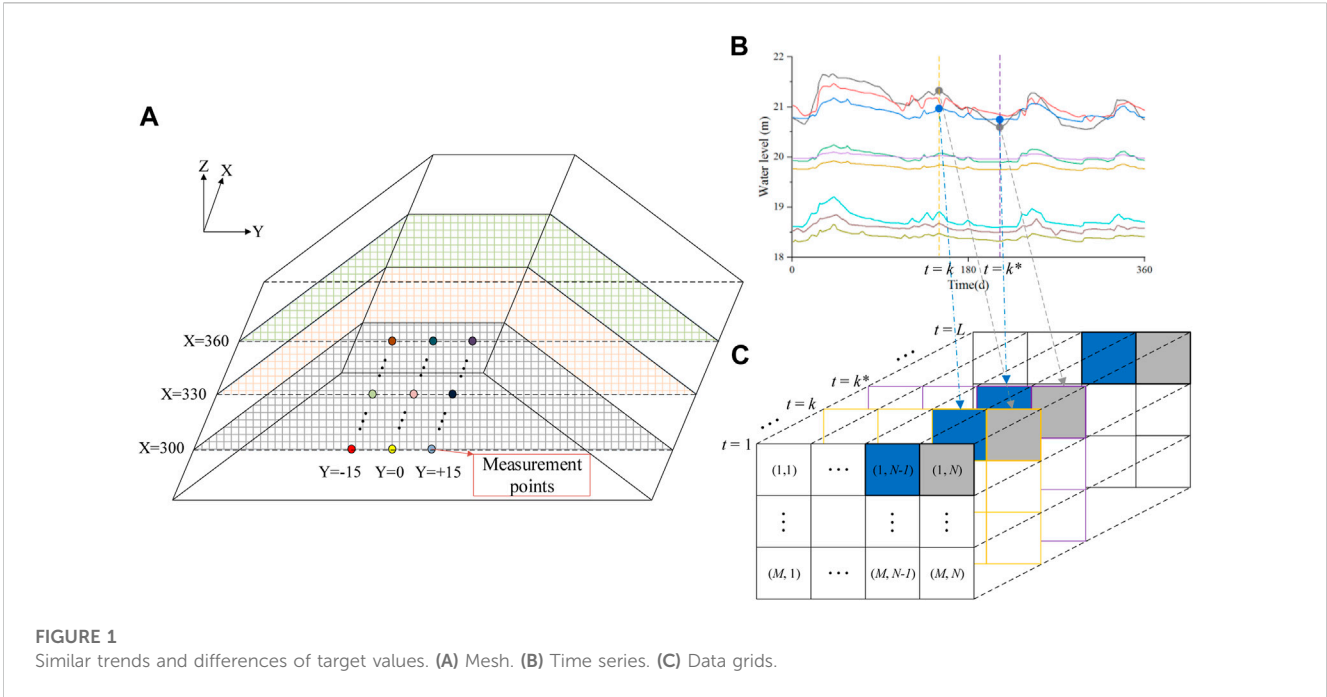 A
Z
X
Y
X=360
X=330
X=300
Y=-15 Y=0 Y=+15
Measurement
points
B
Water level (m)
22
21
20
19
18
0 180 360
t = k t = k*
Time(d)
C
t = L
t = k*
t = k
t = 1
(1,1) ··· (1, N-1) (1, N)
(M, 1) ··· (M, N-1) (M, N)
FIGURE 1
Similar trends and differences of target values. (A) Mesh. (B) Time series. (C) Data grids.